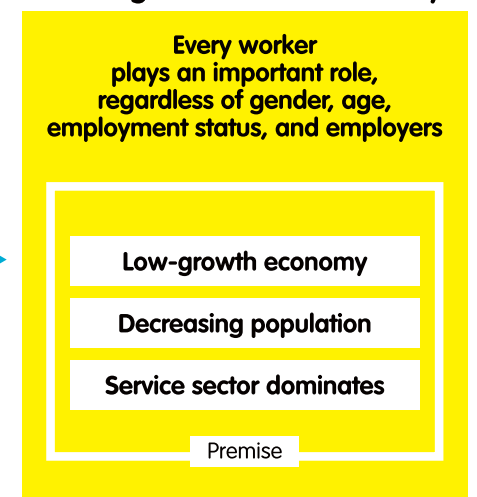 Every worker
plays an important role,
regardless of gender, age,
employment status, and employers
Low-growth economy
Decreasing population
Service sector dominates
Premise